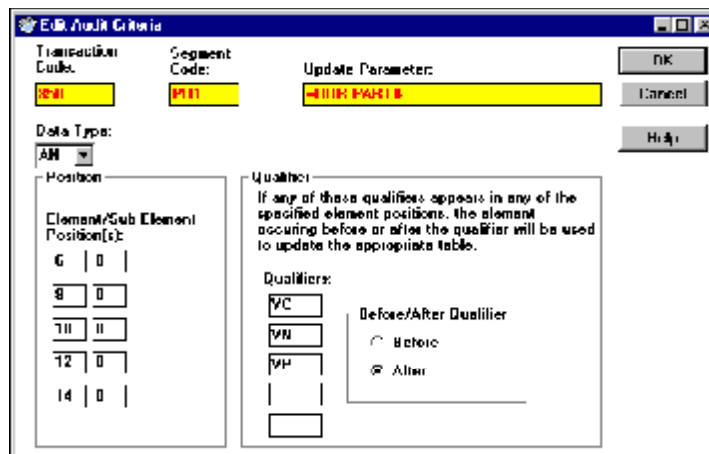 Edit Audit Criteria
Transaction Code:
Segment Code:
Update Parameter:
850
PO1
OK
Cancel
Help
Data Type:
AN
Position
Element/Sub Element Position(s):
6 0
8 0
10 0
12 0
14 0
Qualifier
If any of these qualifiers appears in any of the
specified element positions, the element
occuring before or after the qualifier will be used
to update the appropriate table.
Qualifiers:
VC
VN
VP
Before/After Qualifier
Before
After